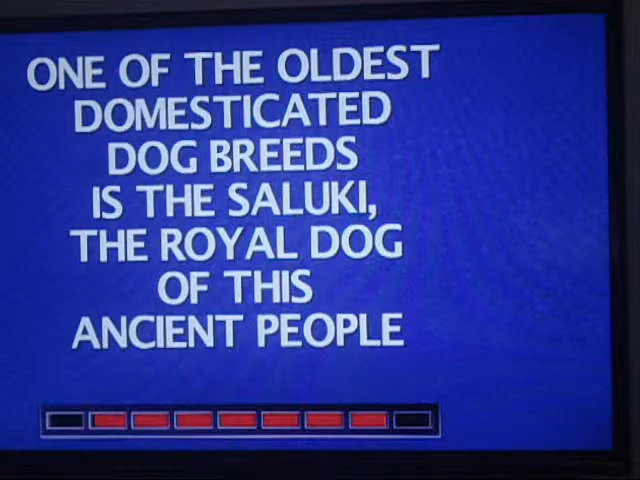 ONE OF THE OLDEST
DOMESTICATED
DOG BREEDS
IS THE SALUKI,
THE ROYAL DOG
OF THIS
ANCIENT PEOPLE